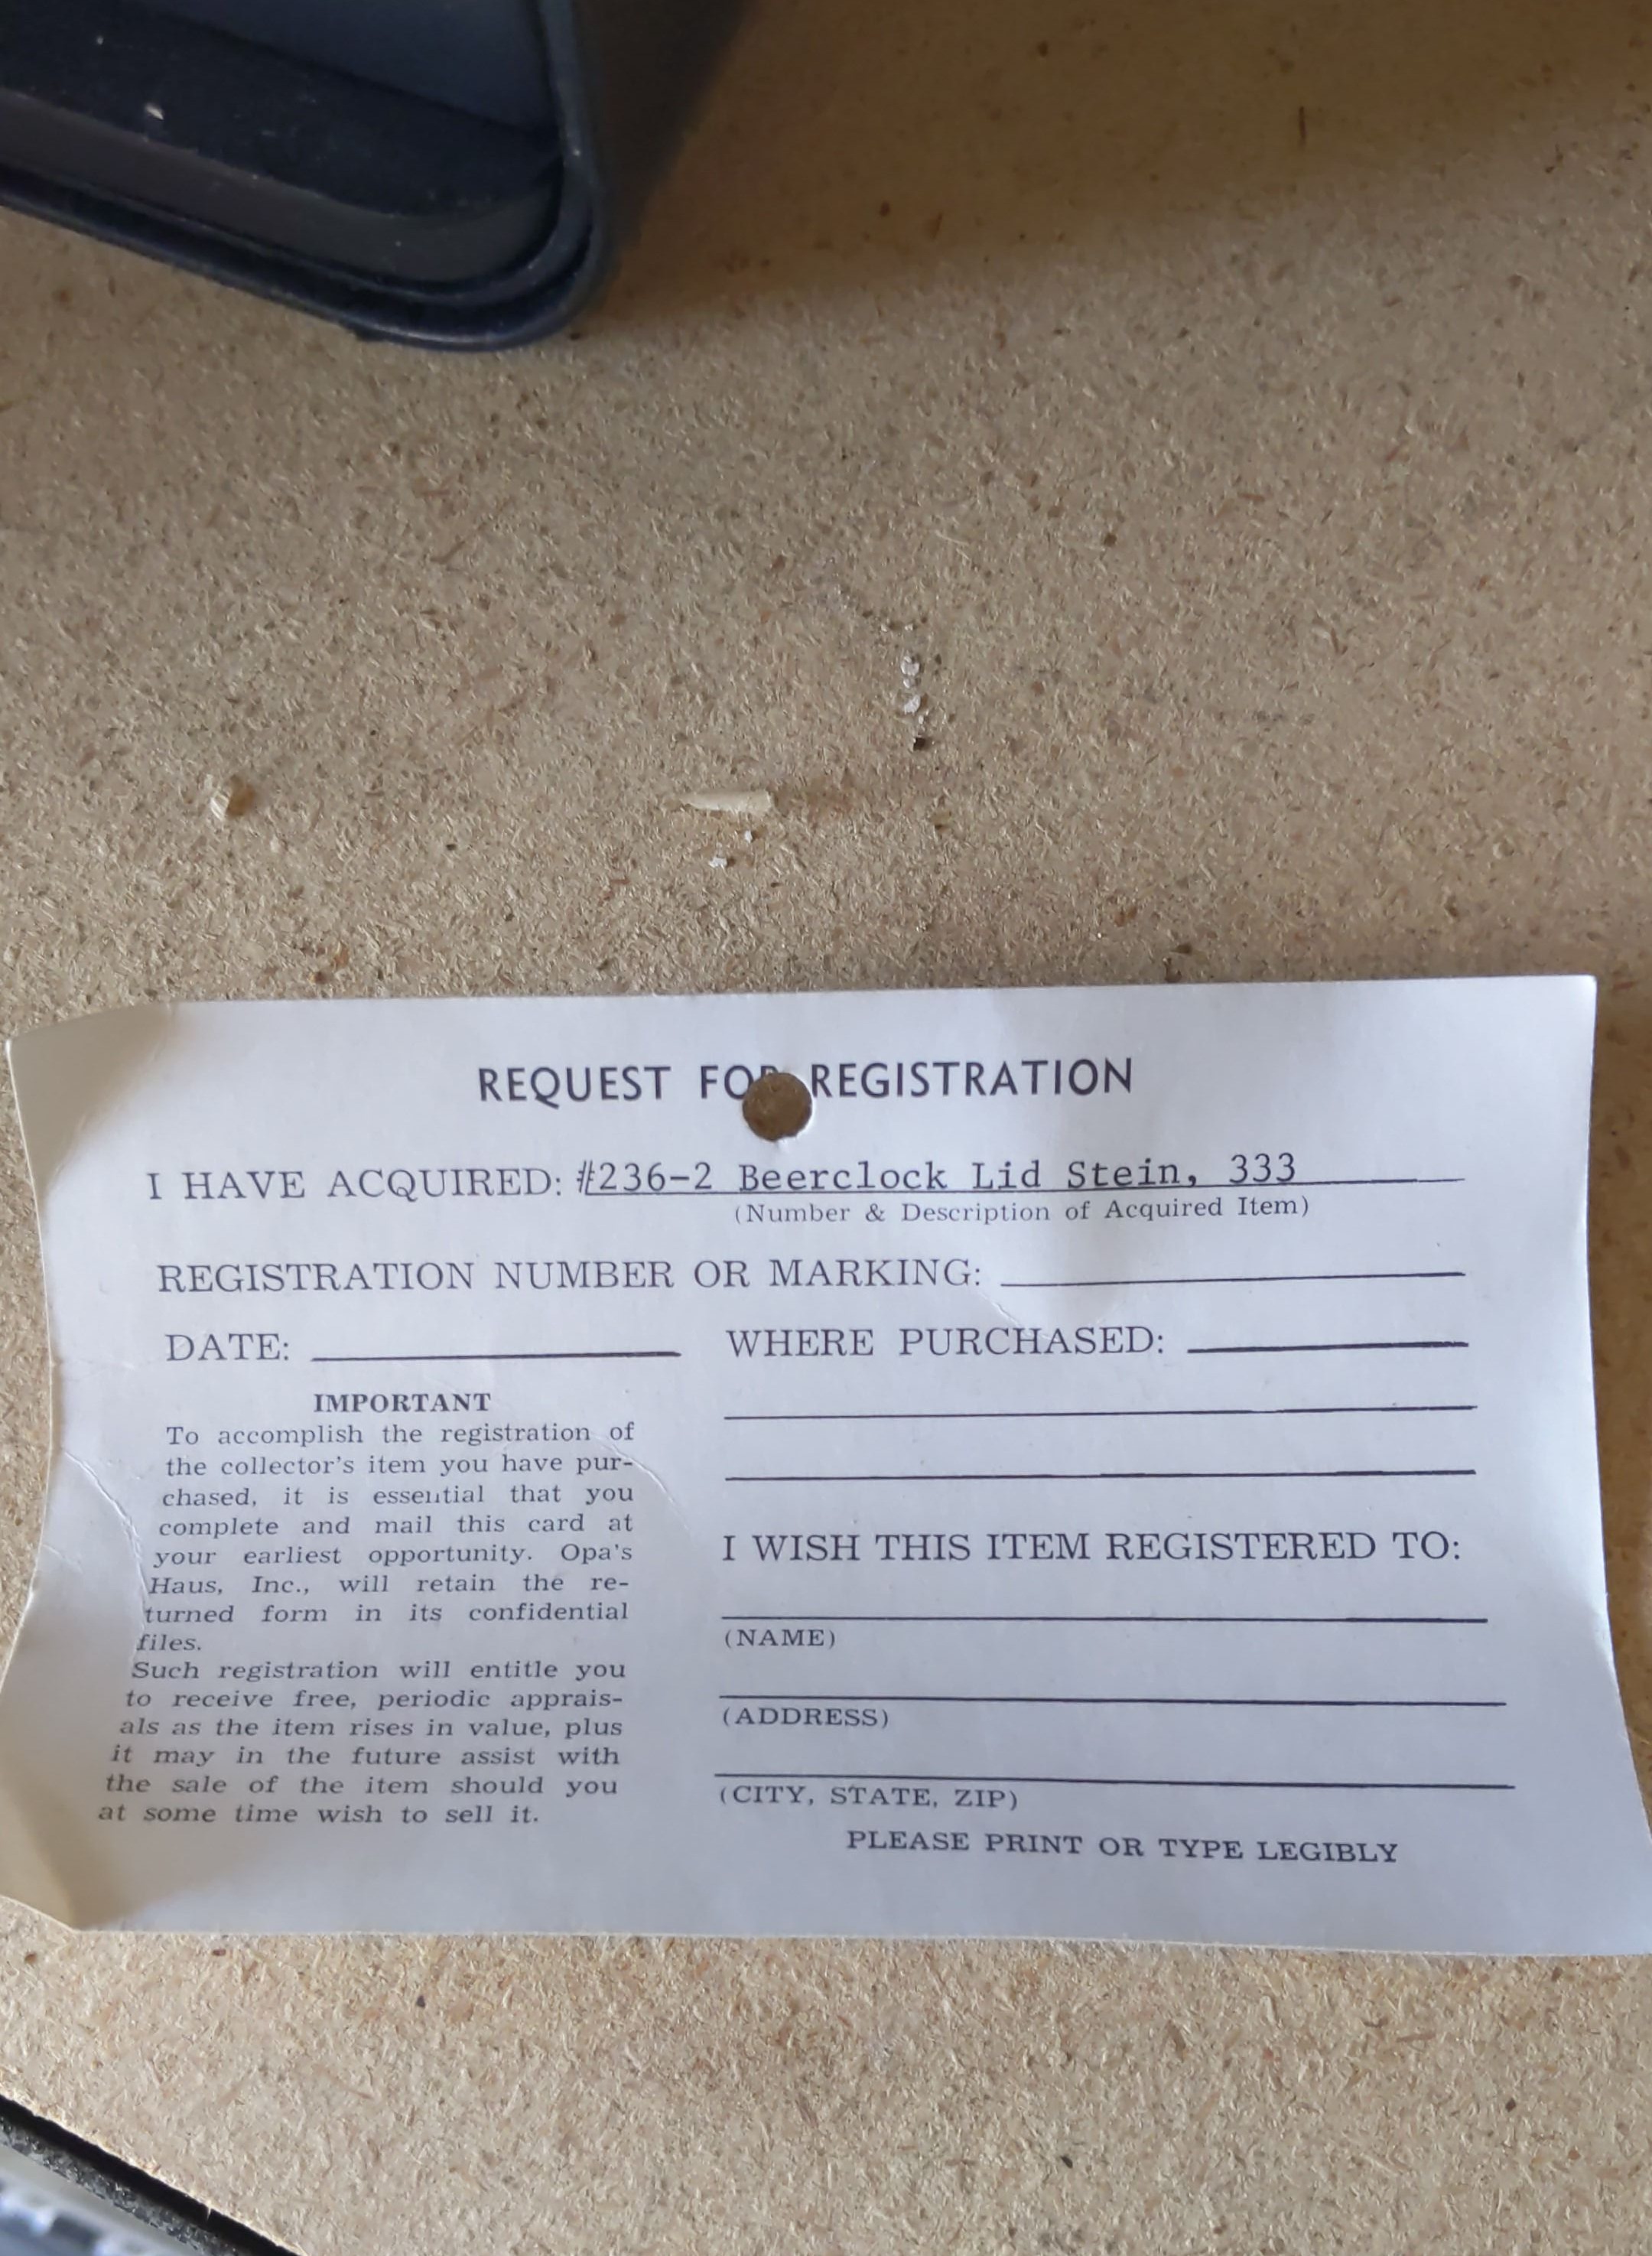 REQUEST FOR REGISTRATION
I HAVE ACQUIRED: #236-2 Beerclock Lid Stein, 333
(Number & Description of Acquired Item)
REGISTRATION NUMBER OR MARKING:
DATE:
WHERE PURCHASED:
IMPORTANT
To accomplish the registration of
the collector's item you have pur-
chased, it is essential that you
complete and mail this card at
your earliest opportunity. Opa's
Haus, Inc., will retain the re-
turned form in its confidential
files.
Such registration will entitle you
to receive free, periodic apprais-
als as the item rises in value, plus
it may in the future assist with
the sale of the item should you
at some time wish to sell it.
I WISH THIS ITEM REGISTERED TO:
(NAME)
(ADDRESS)
(CITY, STATE, ZIP)
PLEASE PRINT OR TYPE LEGIBLY